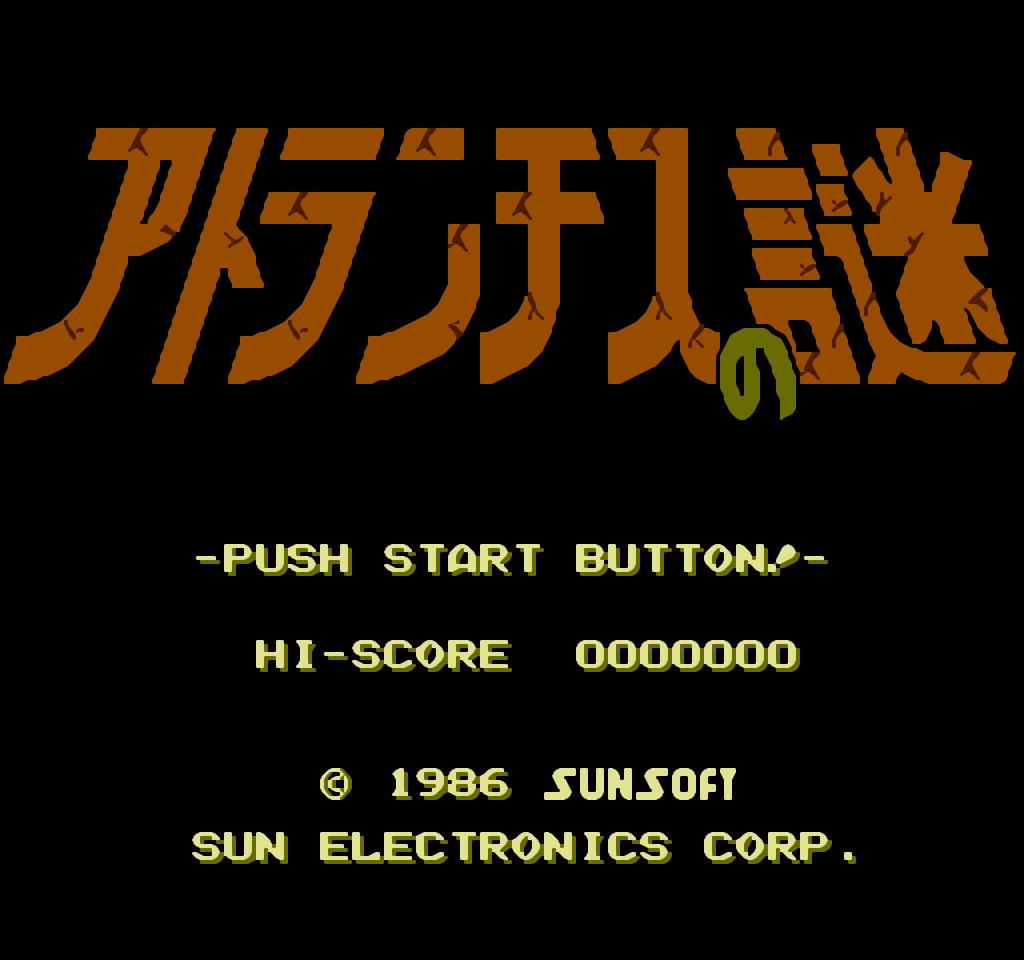 アトランチスの謎
-PUSH START BUTTON!-
HI-SCORE 0000000
© 1986 SUNSOFT
SUN ELECTRONICS CORP.